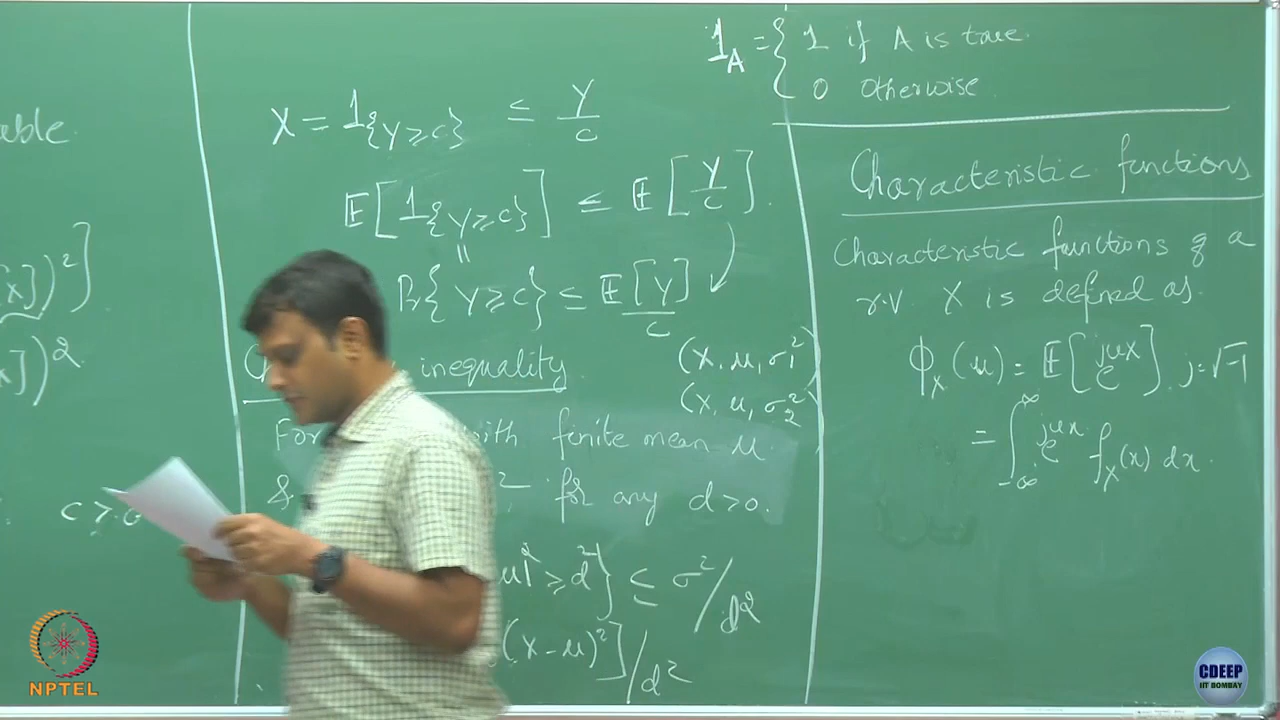 [x])²]
x])²
c>0
X = 1_{Y≥c} ≤ Y/c
E[1_{Y≥c}] ≤ E[Y/c].
=
Pr{Y≥c} ≤ E[Y]/c
inequality
(X, μ, σ₁²)
(X, μ, σ₂²)
with finite mean μ
& for any d>0.
μ|² ≥ d²} ≤ σ²/d²
(X-μ)²]/d²
1_A = { 1 if A is true.
0 otherwise.
Characteristic functions
Characteristic functions of a
r.v. X is defined as.
ϕ_X(u) = E[e^{juX}]. j=√-1
= ∫_{-∞}^{∞} e^{jux} f_X(x) dx.
NPTEL
CDEEP
IIT BOMBAY